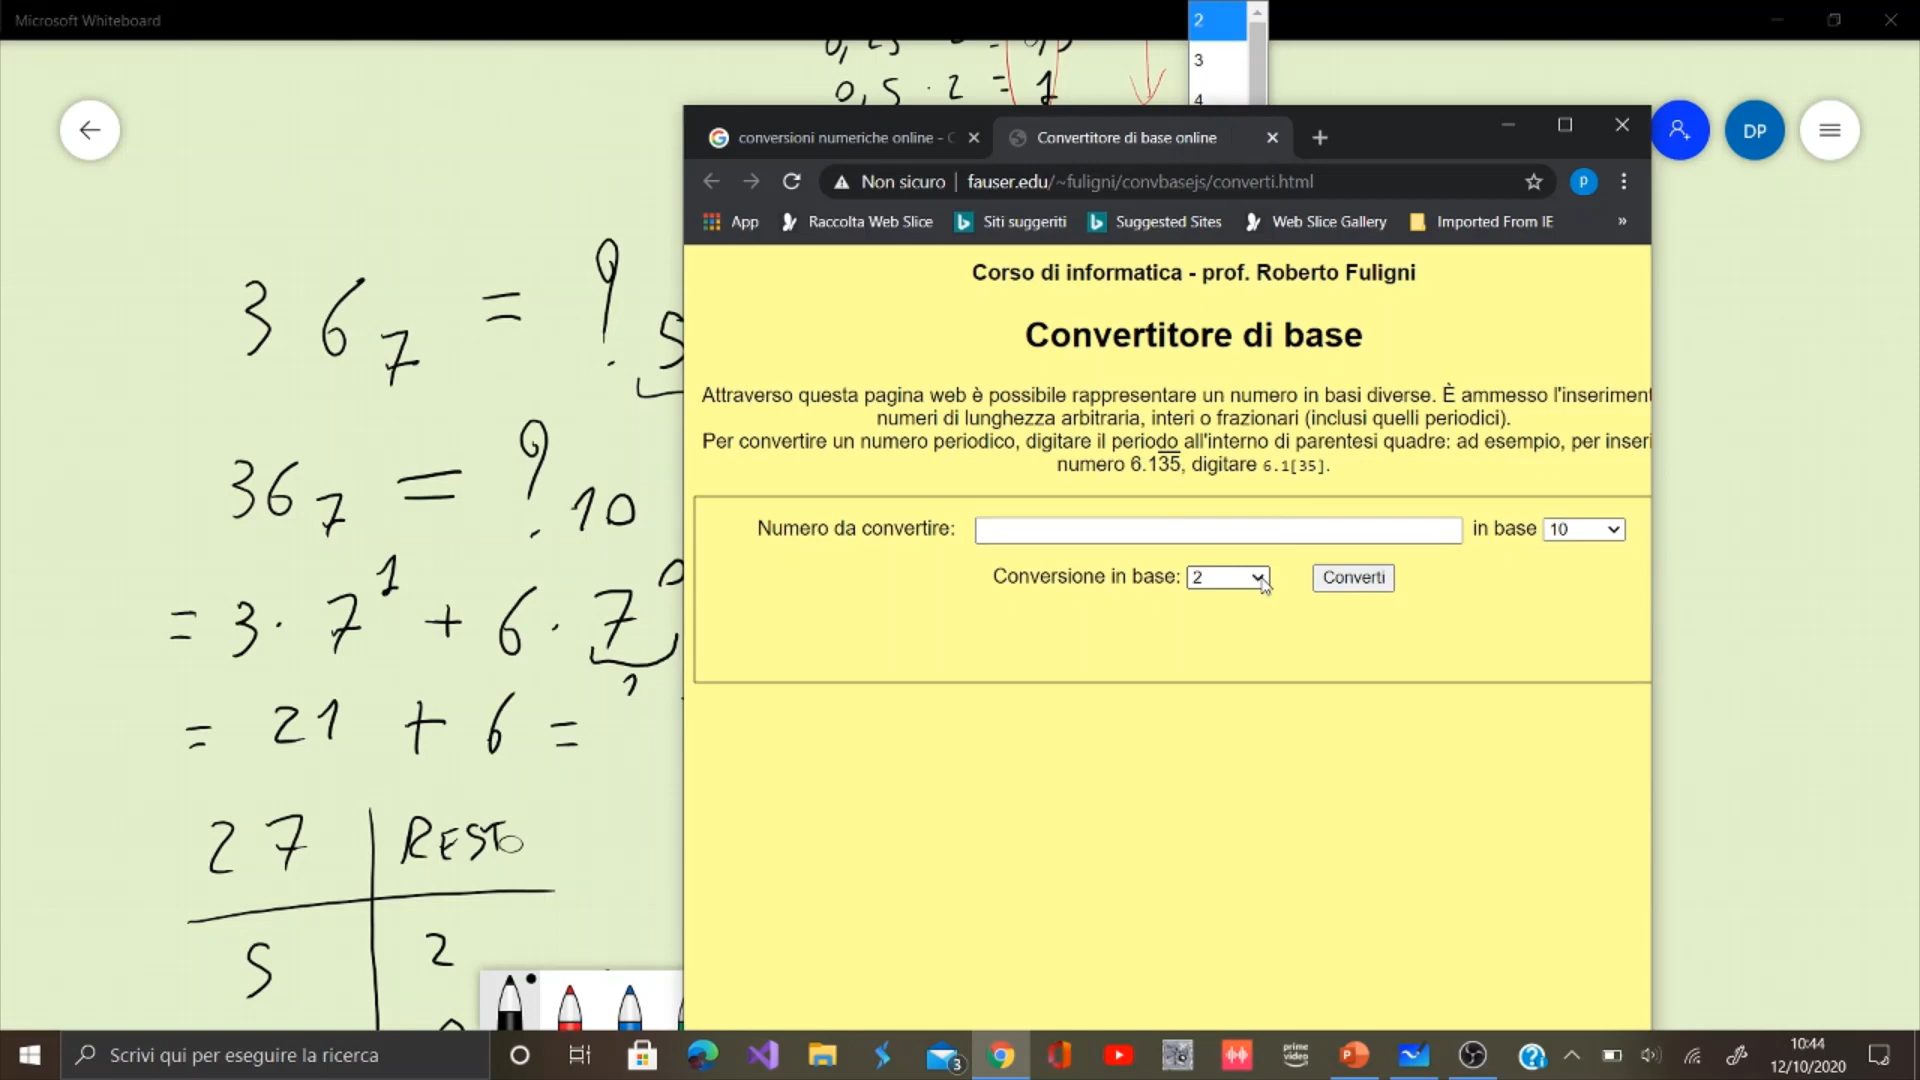 Microsoft Whiteboard
2
3
4
0,5 · 2 = 1
DP
conversioni numeriche online - C
Convertitore di base online
Non sicuro | fauser.edu/~fuligni/convbasejs/converti.html
p
App
Raccolta Web Slice
Siti suggeriti
Suggested Sites
Web Slice Gallery
Imported From IE
»
Corso di informatica - prof. Roberto Fuligni
Convertitore di base
Attraverso questa pagina web è possibile rappresentare un numero in basi diverse. È ammesso l'inseriment
numeri di lunghezza arbitraria, interi o frazionari (inclusi quelli periodici).
Per convertire un numero periodico, digitare il periodo all'interno di parentesi quadre: ad esempio, per inseri
numero 6.135, digitare 6.1[35].
Numero da convertire:
in base 10
Conversione in base: 2
Converti
36₇ = ?₅
36₇ = ?₁₀
= 3 · 7¹ + 6 · 7⁰
1
= 21 + 6 =
27 | RESTO
5 | 2
Scrivi qui per eseguire la ricerca
3
prime video
10:44
12/10/2020